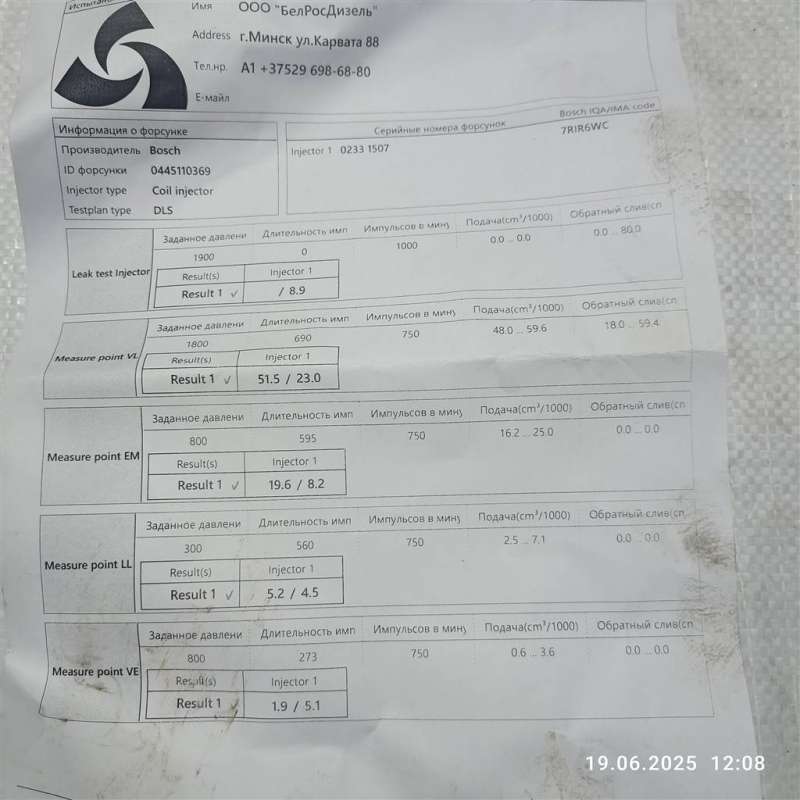 Имя ООО "БелРосДизель"
Address г.Минск ул.Карвата 88
Тел.нр. А1 +37529 698-68-80
Е-майл
Информация о форсунке
Производитель Bosch
ID форсунки 0445110369
Injector type Coil injector
Testplan type DLS
Серийные номера форсунок Bosch IQA/IMA code
Injector 1 0233 1507 7RIR6WC
Leak test Injector
Заданное давлени Длительность имп Импульсов в мину Подача(cm³/1000) Обратный слив(сп
1900 0 1000 0.0 ... 0.0 0.0 ... 80.0
Result(s) Injector 1
Result 1 ✓ / 8.9
Measure point VL
Заданное давлени Длительность имп Импульсов в мину Подача(cm³/1000) Обратный слив(сп
1800 690 750 48.0 ... 59.6 18.0 ... 59.4
Result(s) Injector 1
Result 1 ✓ 51.5 / 23.0
Measure point EM
Заданное давлени Длительность имп Импульсов в мину Подача(cm³/1000) Обратный слив(сп
800 595 750 16.2 ... 25.0 0.0 ... 0.0
Result(s) Injector 1
Result 1 ✓ 19.6 / 8.2
Measure point LL
Заданное давлени Длительность имп Импульсов в мину Подача(cm³/1000) Обратный слив(сп
300 560 750 2.5 ... 7.1 0.0 ... 0.0
Result(s) Injector 1
Result 1 ✓ 5.2 / 4.5
Measure point VE
Заданное давлени Длительность имп Импульсов в мину Подача(cm³/1000) Обратный слив(сп
800 273 750 0.6 ... 3.6 0.0 ... 0.0
Result(s) Injector 1
Result 1 ✓ 1.9 / 5.1
19.06.2025 12:08